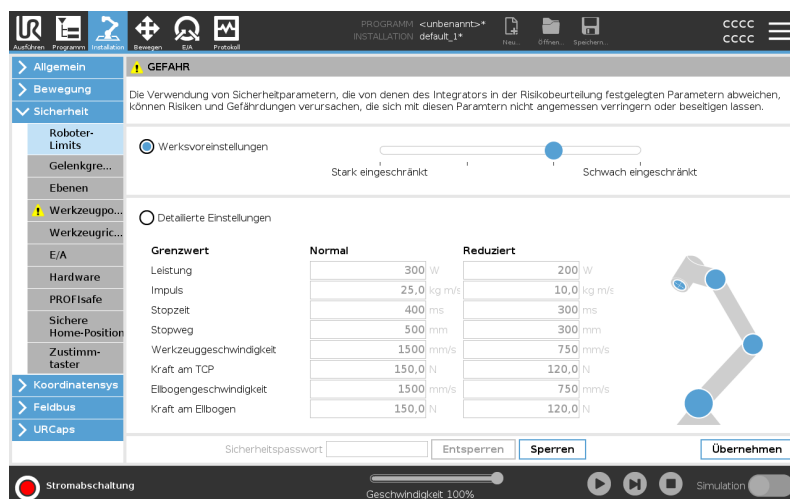 PROGRAMM <unbenannt>*
INSTALLATION default_1*
Ausführen Programm Installation Bewegen E/A Protokoll Neu... Öffnen... Speichern...
CCCC
CCCC
Allgemein
Bewegung
Sicherheit
Roboter-
Limits
Gelenkgre...
Ebenen
Werkzeugpo...
Werkzeugric...
E/A
Hardware
PROFIsafe
Sichere
Home-Position
Zustimm-
taster
Koordinatensys
Feldbus
URCaps
GEFAHR
Die Verwendung von Sicherheitparametern, die von denen des Integrators in der Risikobeurteilung festgelegten Parametern abweichen,
können Risiken und Gefährdungen verursachen, die sich mit diesen Paramtern nicht angemessen verringern oder beseitigen lassen.
Werksvoreinstellungen
Stark eingeschränkt Schwach eingeschränkt
Detailierte Einstellungen
Grenzwert Normal Reduziert
Leistung 300 W 200 W
Impuls 25,0 kg m/s 10,0 kg m/s
Stopzeit 400 ms 300 ms
Stopweg 500 mm 300 mm
Werkzeuggeschwindigkeit 1500 mm/s 750 mm/s
Kraft am TCP 150,0 N 120,0 N
Ellbogengeschwindigkeit 1500 mm/s 750 mm/s
Kraft am Ellbogen 150,0 N 120,0 N
Sicherheitspasswort Entsperren Sperren Übernehmen
Stromabschaltung Geschwindigkeit 100% Simulation